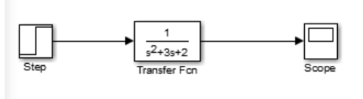 1
s²+3s+2
Step
Transfer Fcn
Scope